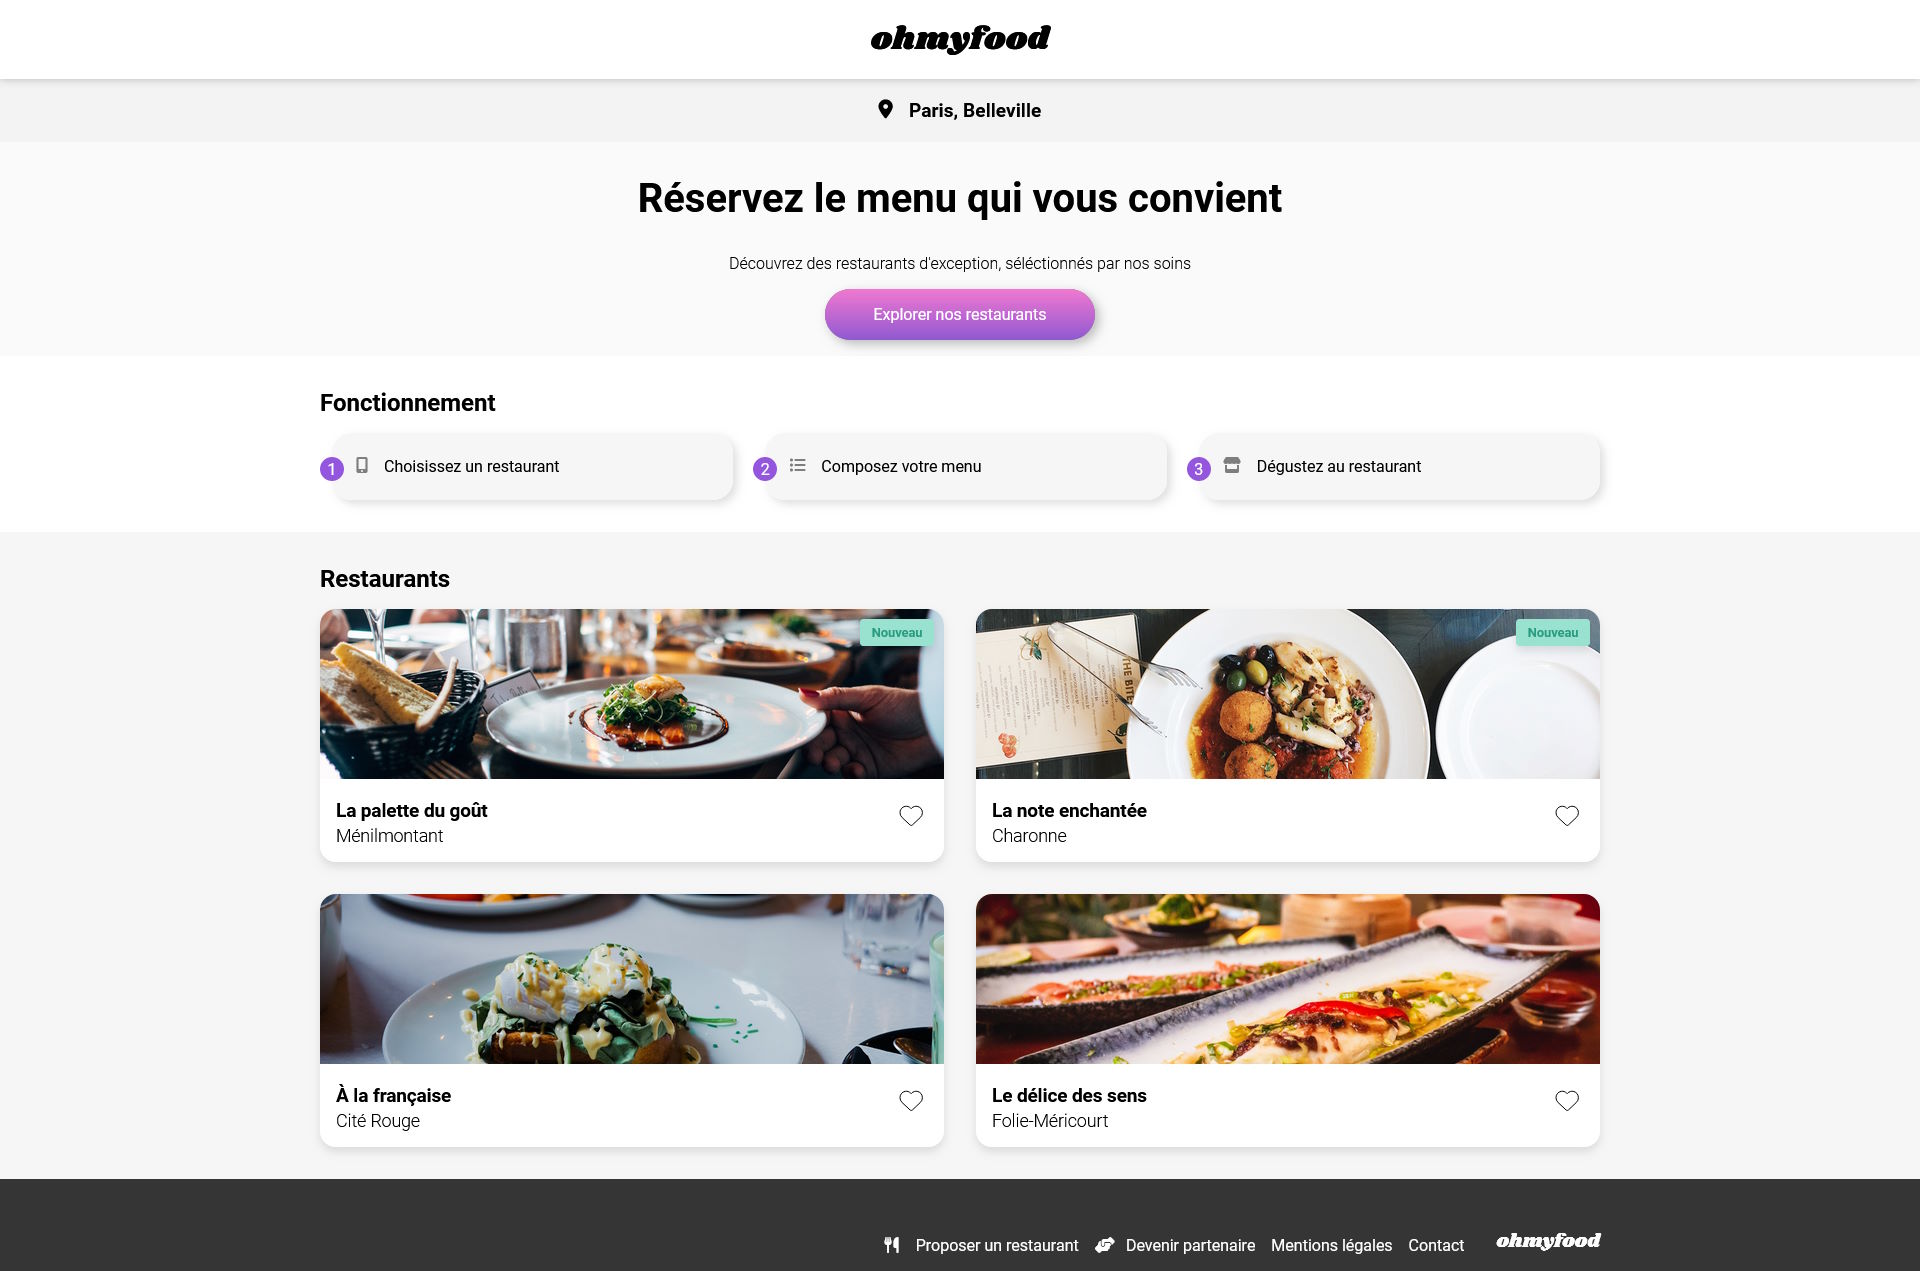 ohmyfood
Paris, Belleville
Réservez le menu qui vous convient
Découvrez des restaurants d'exception, séléctionnés par nos soins
Explorer nos restaurants
Fonctionnement
1 Choisissez un restaurant
2 Composez votre menu
3 Dégustez au restaurant
Restaurants
Nouveau
THE BITE
La palette du goût
Ménilmontant
Nouveau
La note enchantée
Charonne
À la française
Cité Rouge
Le délice des sens
Folie-Méricourt
Proposer un restaurant Devenir partenaire Mentions légales Contact ohmyfood